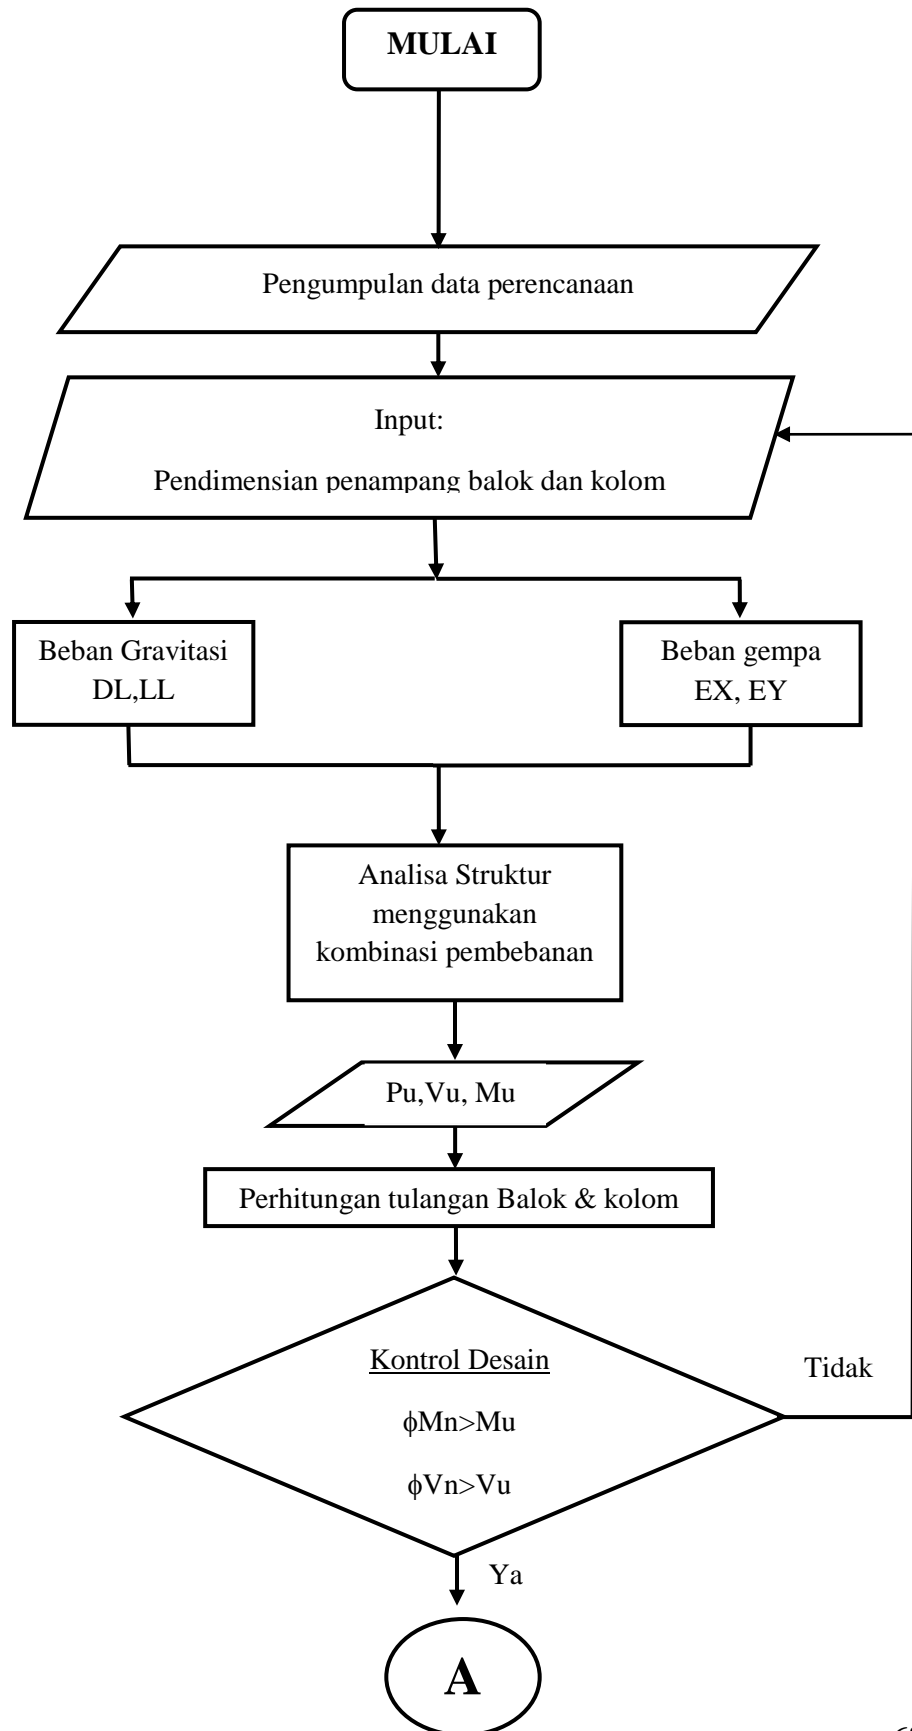 MULAI
Pengumpulan data perencanaan
Input:
Pendimensian penampang balok dan kolom
Beban Gravitasi
DL,LL
Beban gempa
EX, EY
Analisa Struktur
menggunakan
kombinasi pembebanan
Pu,Vu, Mu
Perhitungan tulangan Balok & kolom
Kontrol Desain
ϕMn>Mu
ϕVn>Vu
Tidak
Ya
A